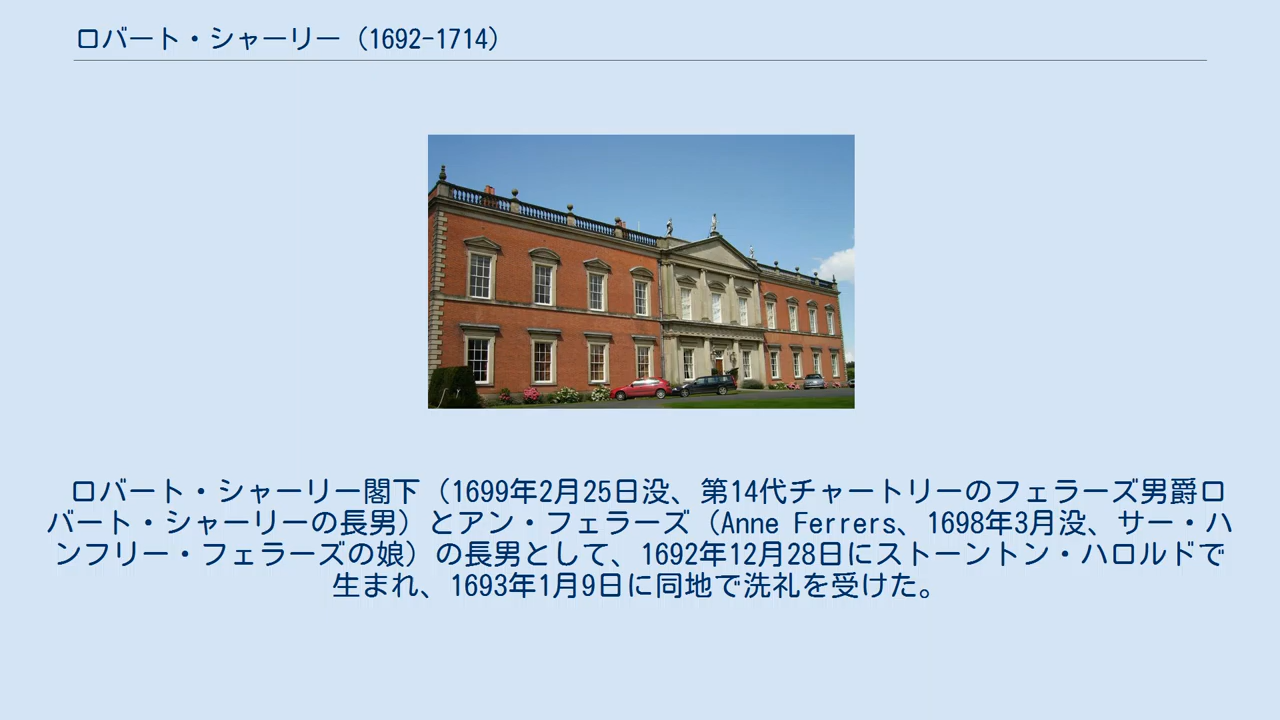 ロバート・シャーリー（1692-1714）
ロバート・シャーリー閣下（1699年2月25日没、第14代チャートリーのフェラーズ男爵ロ
バート・シャーリーの長男）とアン・フェラーズ（Anne Ferrers、1698年3月没、サー・ハ
ンフリー・フェラーズの娘）の長男として、1692年12月28日にストーントン・ハロルドで
生まれ、1693年1月9日に同地で洗礼を受けた。